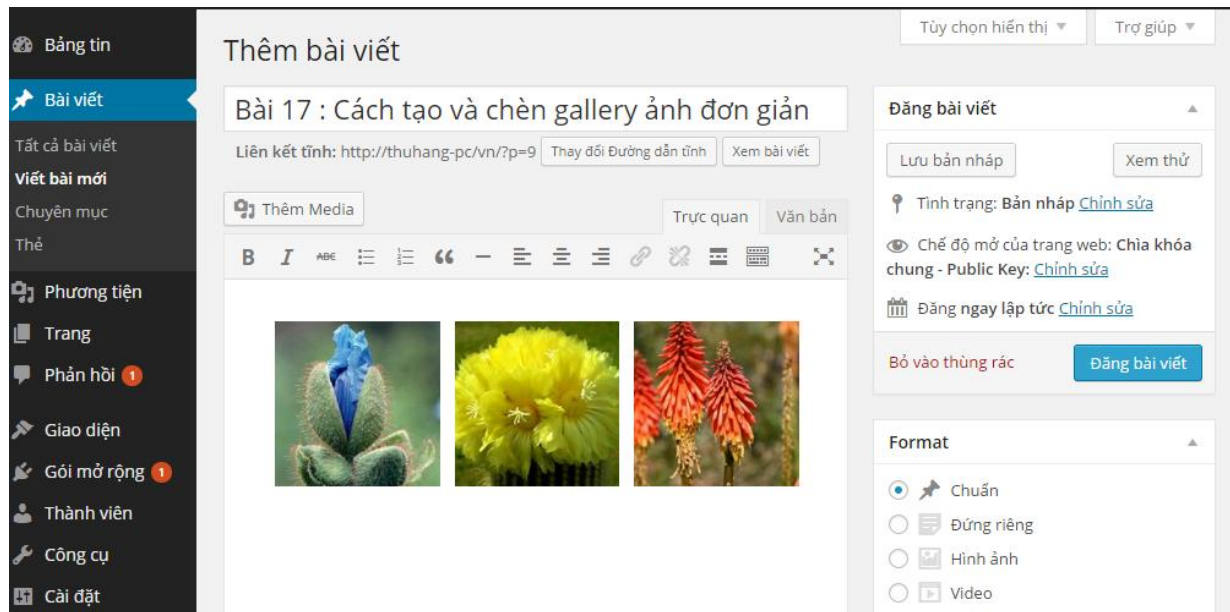 Bảng tin
Bài viết
Tất cả bài viết
Viết bài mới
Chuyên mục
Thẻ
Phương tiện
Trang
Phản hồi 1
Giao diện
Gói mở rộng 1
Thành viên
Công cụ
Cài đặt
Tùy chọn hiển thị
Trợ giúp
Thêm bài viết
Bài 17 : Cách tạo và chèn gallery ảnh đơn giản
Liên kết tĩnh: http://thuhang-pc/vn/?p=9 Thay đổi Đường dẫn tĩnh Xem bài viết
Thêm Media
Trực quan Văn bản
B I ABC
Đăng bài viết
Lưu bản nháp Xem thử
Tình trạng: Bản nháp Chỉnh sửa
Chế độ mở của trang web: Chìa khóa
chung - Public Key: Chỉnh sửa
Đăng ngay lập tức Chỉnh sửa
Bỏ vào thùng rác Đăng bài viết
Format
Chuẩn
Đứng riêng
Hình ảnh
Video